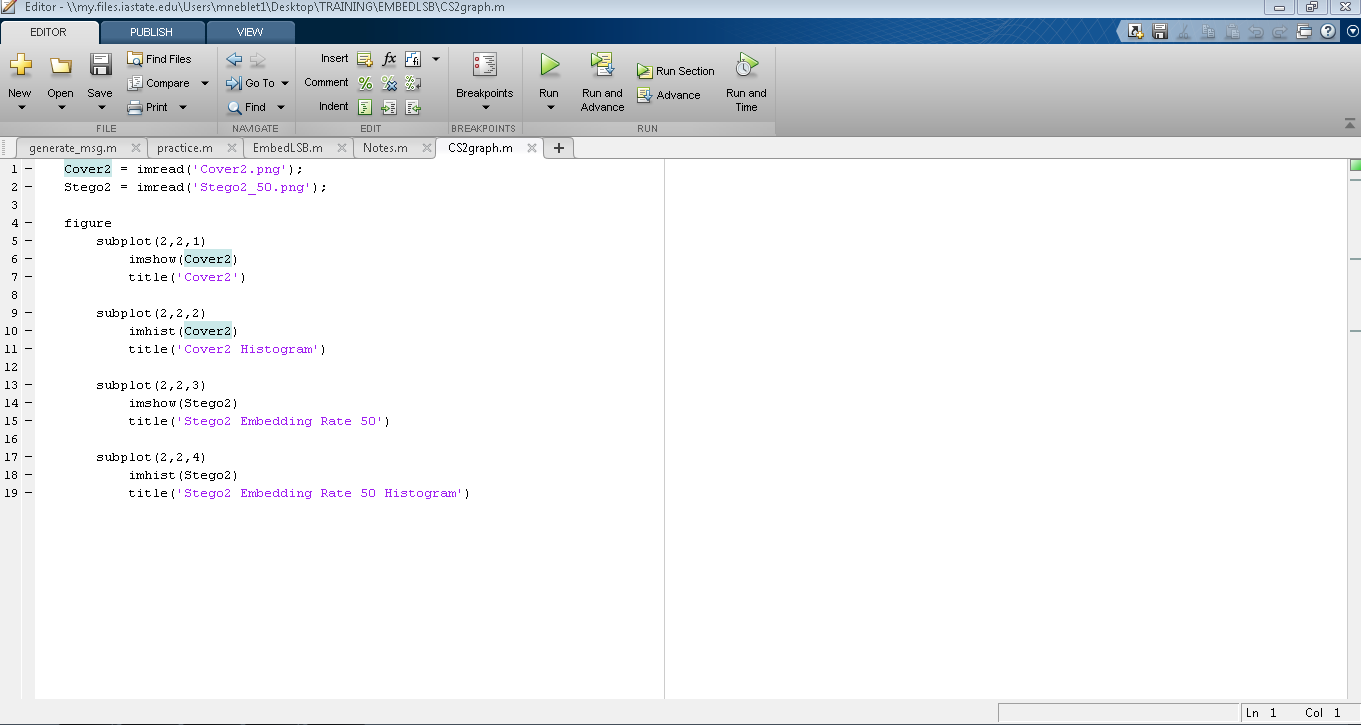 Editor - \\my.files.iastate.edu\Users\mneblet1\Desktop\TRAINING\EMBEDLSB\CS2graph.m
EDITOR PUBLISH VIEW
New Open Save Find Files Compare Print
FILE
Go To Find
NAVIGATE
Insert fx
Comment
Indent
EDIT
Breakpoints
BREAKPOINTS
Run Run and Advance Run Section Advance Run and Time
RUN
generate_msg.m practice.m EmbedLSB.m Notes.m CS2graph.m +
1 – Cover2 = imread('Cover2.png');
2 – Stego2 = imread('Stego2_50.png');
3
4 – figure
5 – subplot(2,2,1)
6 – imshow(Cover2)
7 – title('Cover2')
8
9 – subplot(2,2,2)
10 – imhist(Cover2)
11 – title('Cover2 Histogram')
12
13 – subplot(2,2,3)
14 – imshow(Stego2)
15 – title('Stego2 Embedding Rate 50')
16
17 – subplot(2,2,4)
18 – imhist(Stego2)
19 – title('Stego2 Embedding Rate 50 Histogram')
Ln 1 Col 1